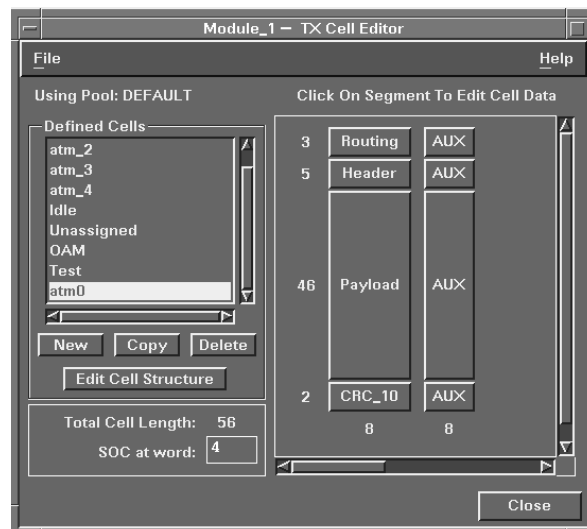 Module_1 — TX Cell Editor
File Help
Using Pool: DEFAULT
Click On Segment To Edit Cell Data
Defined Cells
atm_2
atm_3
atm_4
Idle
Unassigned
OAM
Test
atm0
New Copy Delete
Edit Cell Structure
Total Cell Length: 56
SOC at word: 4
3 Routing AUX
5 Header AUX
46 Payload AUX
2 CRC_10 AUX
8 8
Close